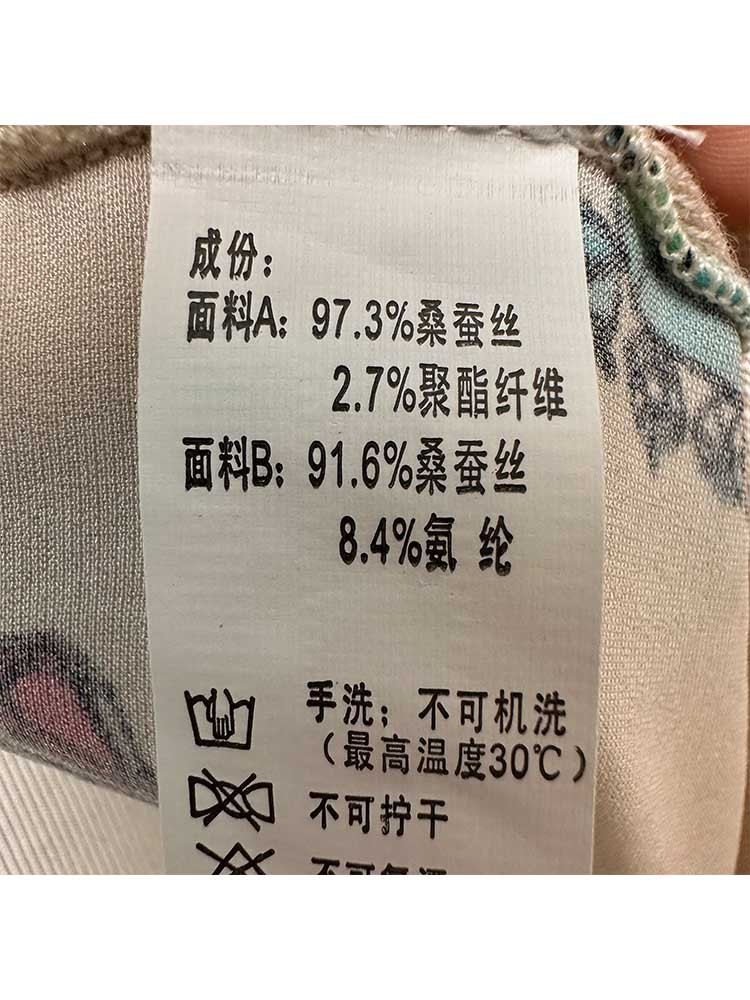 成份：
面料A：97.3%桑蚕丝
2.7%聚酯纤维
面料B：91.6%桑蚕丝
8.4%氨 纶
手洗；不可机洗
（最高温度30℃）
不可拧干
不可